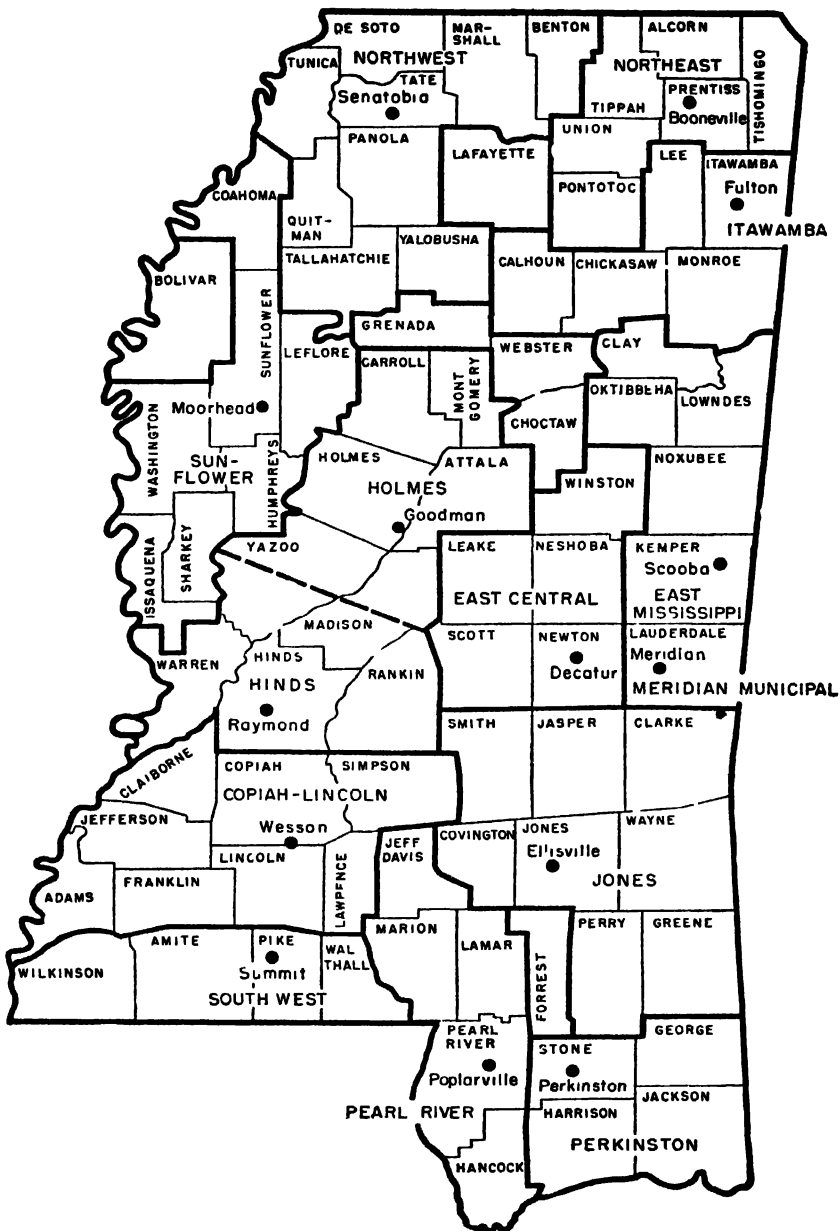 DE SOTO
MAR-
SHALL
BENTON
ALCORN
TISHOMINGO
TUNICA
NORTHWEST
TATE
Senatobia
NORTHEAST
PRENTISS
Booneville
TIPPAH
PANOLA
LAFAYETTE
UNION
LEE
ITAWAMBA
Fulton
ITAWAMBA
PONTOTOC
COAHOMA
QUIT-
MAN
TALLAHATCHIE
YALOBUSHA
CALHOUN
CHICKASAW
MONROE
BOLIVAR
SUNFLOWER
LEFLORE
GRENADA
CARROLL
MONT
GOMERY
WEBSTER
CLAY
OKTIBBEHA
LOWNDES
CHOCTAW
Moorhead
WASHINGTON
SUN-
FLOWER
HUMPHREYS
HOLMES
ATTALA
HOLMES
Goodman
WINSTON
NOXUBEE
ISSAQUENA
SHARKEY
YAZOO
LEAKE
NESHOBA
KEMPER
Scooba
EAST CENTRAL
EAST
MISSISSIPPI
MADISON
SCOTT
NEWTON
Decatur
LAUDERDALE
Meridian
MERIDIAN MUNICIPAL
WARREN
HINDS
HINDS
RANKIN
Raymond
SMITH
JASPER
CLARKE
CLAIBORNE
COPIAH
SIMPSON
COPIAH-LINCOLN
Wesson
JEFFERSON
LINCOLN
LAWPENCE
JEFF
DAVIS
COVINGTON
JONES
Ellisville
JONES
WAYNE
ADAMS
FRANKLIN
WILKINSON
AMITE
PIKE
Summit
WAL
THALL
SOUTH WEST
MARION
LAMAR
FORREST
PERRY
GREENE
PEARL
RIVER
Poplarville
PEARL RIVER
STONE
Perkinston
GEORGE
HARRISON
JACKSON
PERKINSTON
HANCOCK